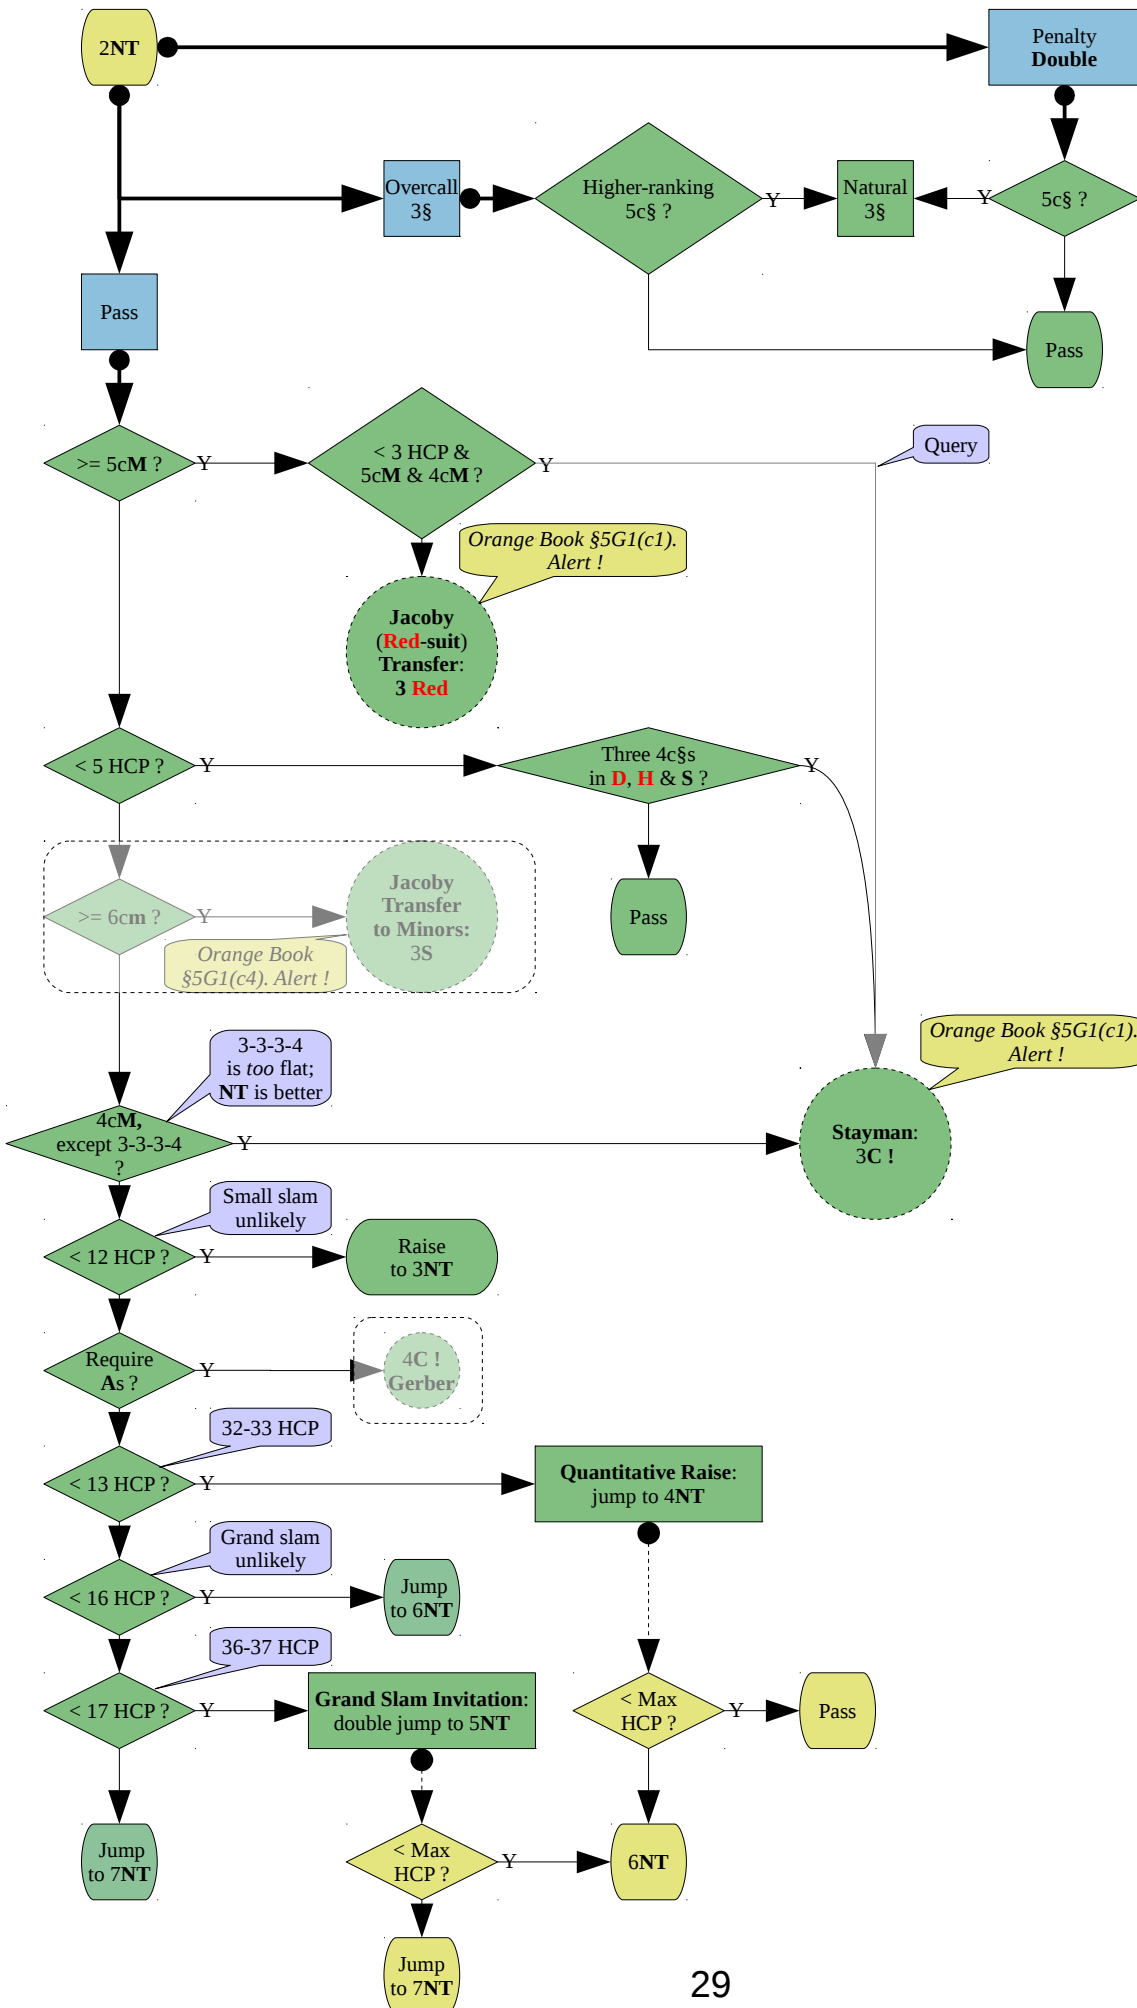 2NT
Penalty
Double
Overcall
3§
Higher-ranking
5c§ ?
Y
Natural
3§
Y
5c§ ?
Pass
Pass
>= 5cM ?
Y
< 3 HCP &
5cM & 4cM ?
Y
Query
Orange Book §5G1(c1).
Alert !
Jacoby
(Red-suit)
Transfer:
3 Red
< 5 HCP ?
Y
Three 4c§s
in D, H & S ?
Y
>= 6cm ?
Y
Jacoby
Transfer
to Minors:
3S
Orange Book
§5G1(c4). Alert !
Pass
3-3-3-4
is too flat;
NT is better
Orange Book §5G1(c1).
Alert !
4cM,
except 3-3-3-4
?
Y
Stayman:
3C !
Small slam
unlikely
< 12 HCP ?
Y
Raise
to 3NT
Require
As ?
Y
4C !
Gerber
32-33 HCP
< 13 HCP ?
Y
Quantitative Raise:
jump to 4NT
Grand slam
unlikely
< 16 HCP ?
Y
Jump
to 6NT
36-37 HCP
< 17 HCP ?
Y
Grand Slam Invitation:
double jump to 5NT
< Max
HCP ?
Y
Pass
Jump
to 7NT
< Max
HCP ?
Y
6NT
Jump
to 7NT
29